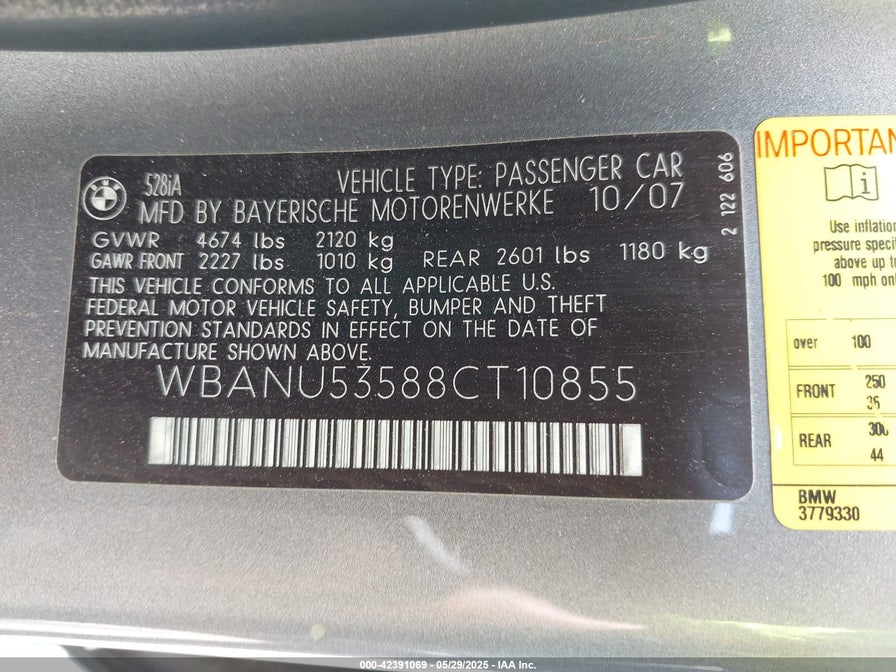 528iA
VEHICLE TYPE: PASSENGER CAR
MFD BY BAYERISCHE MOTORENWERKE 10/07
GVWR 4674 lbs 2120 kg
GAWR FRONT 2227 lbs 1010 kg REAR 2601 lbs 1180 kg
THIS VEHICLE CONFORMS TO ALL APPLICABLE U.S.
FEDERAL MOTOR VEHICLE SAFETY, BUMPER AND THEFT
PREVENTION STANDARDS IN EFFECT ON THE DATE OF
MANUFACTURE SHOWN ABOVE.
WBANU53588CT10855
2 122 606
IMPORTAN
Use inflation
pressure speci
above up to
100 mph onl
over 100
FRONT 250
36
REAR 300
44
BMW
3779330
000-42391069 - 05/29/2025 - IAA Inc.